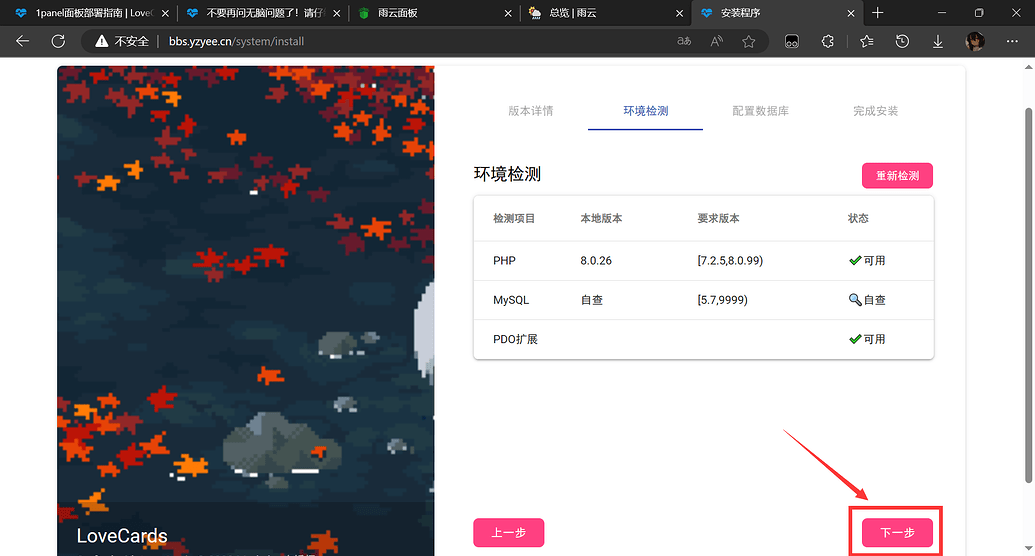 1panel面板部署指南 | LoveC
不要再问无脑问题了！请仔
雨云面板
总览 | 雨云
安装程序
不安全
bbs.yzyee.cn/system/install
版本详情
环境检测
配置数据库
完成安装
环境检测
重新检测
检测项目 本地版本 要求版本 状态
PHP 8.0.26 [7.2.5,8.0.99) 可用
MySQL 自查 [5.7,9999) 自查
PDO扩展 可用
上一步
下一步
LoveCards